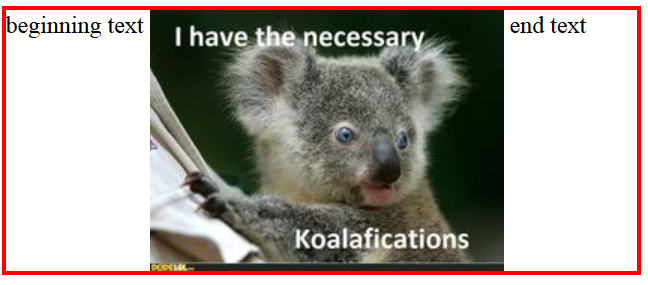 beginning text
I have the necessary
end text
Koalafications